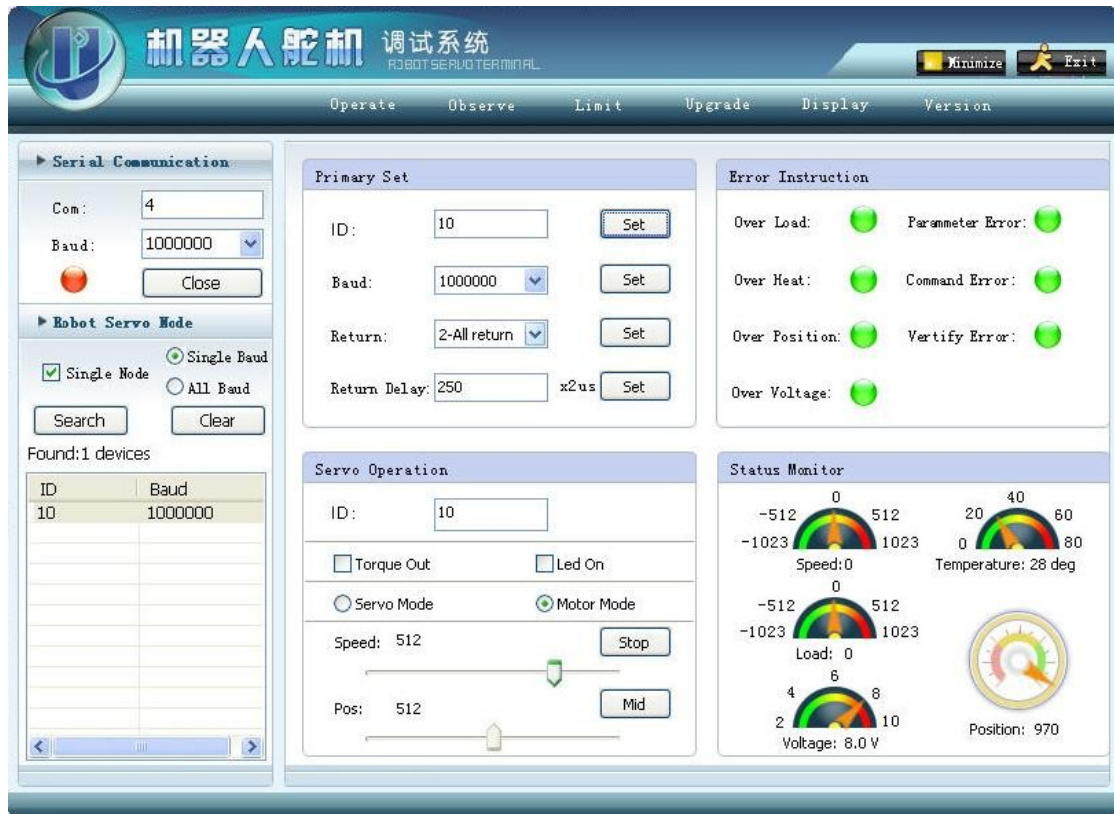 机器人舵机 调试系统
ROBOTSERVOTERMINAL
Minimize Exit
Operate Observe Limit Upgrade Display Version
Serial Communication
Com: 4
Baud: 1000000
Close
Robot Servo Node
Single Node
Single Baud
All Baud
Search Clear
Found:1 devices
ID Baud
10 1000000
Primary Set
ID: 10 Set
Baud: 1000000 Set
Return: 2-All return Set
Return Delay: 250 x2us Set
Servo Operation
ID: 10
Torque Out Led On
Servo Mode Motor Mode
Speed: 512 Stop
Pos: 512 Mid
Error Instruction
Over Load: Parammeter Error:
Over Heat: Command Error:
Over Position: Vertify Error:
Over Voltage:
Status Monitor
0
-512 512
-1023 1023
Speed:0
40
20 60
0 80
Temperature: 28 deg
0
-512 512
-1023 1023
Load: 0
6
4 8
2 10
Voltage: 8.0 V
Position: 970